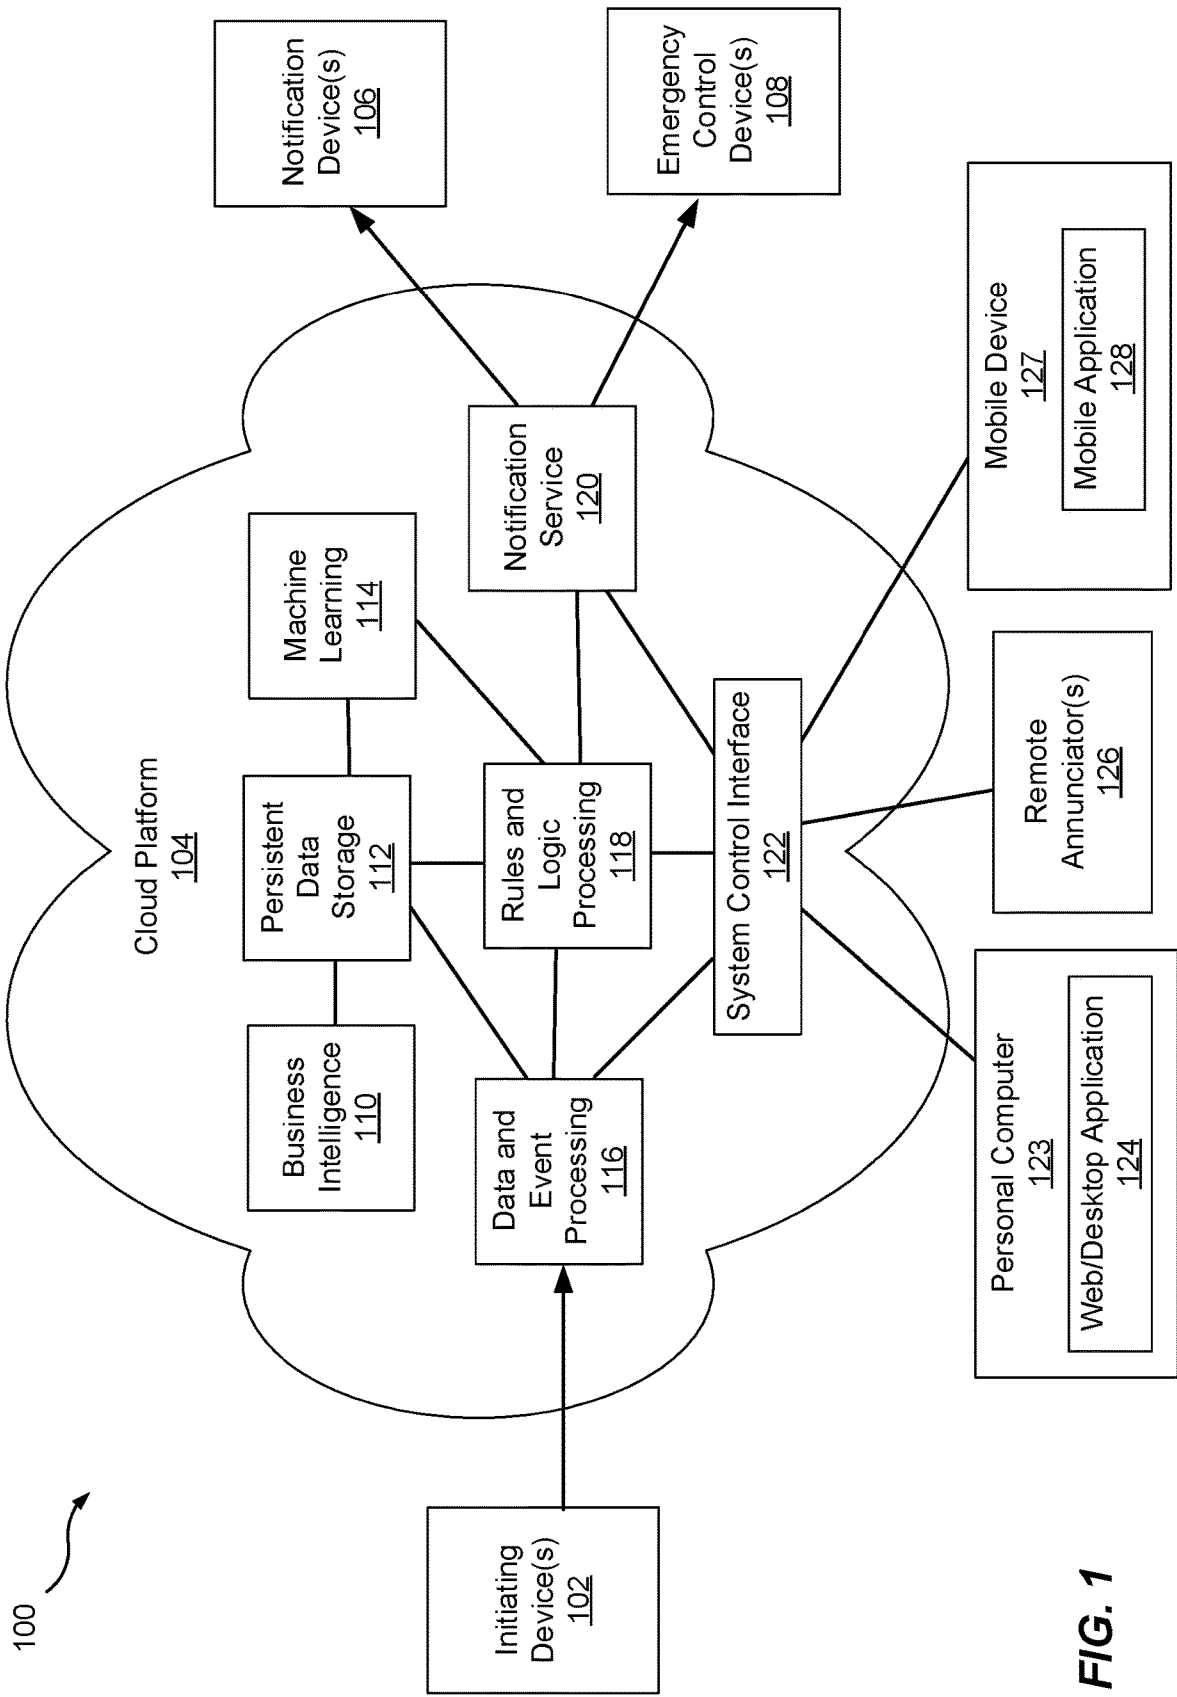 100
Cloud Platform
104
Initiating
Device(s)
102
Business
Intelligence
110
Persistent
Data
Storage
112
Machine
Learning
114
Data and
Event
Processing
116
Rules and
Logic
Processing
118
Notification
Service
120
System Control Interface
122
Notification
Device(s)
106
Emergency
Control
Device(s)
108
Personal Computer
123
Web/Desktop Application
124
Remote
Annunciator(s)
126
Mobile Device
127
Mobile Application
128
FIG. 1